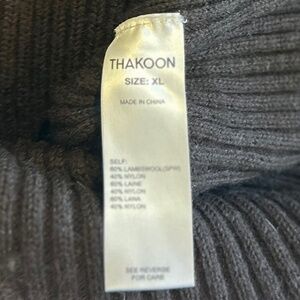 THAKOON
SIZE: XL
MADE IN CHINA
SELF:
60% LAMBSWOOL(SPW)
40% NYLON
60% LAINE
40% NYLON
60% LANA
40% NYLON
SEE REVERSE
FOR CARE